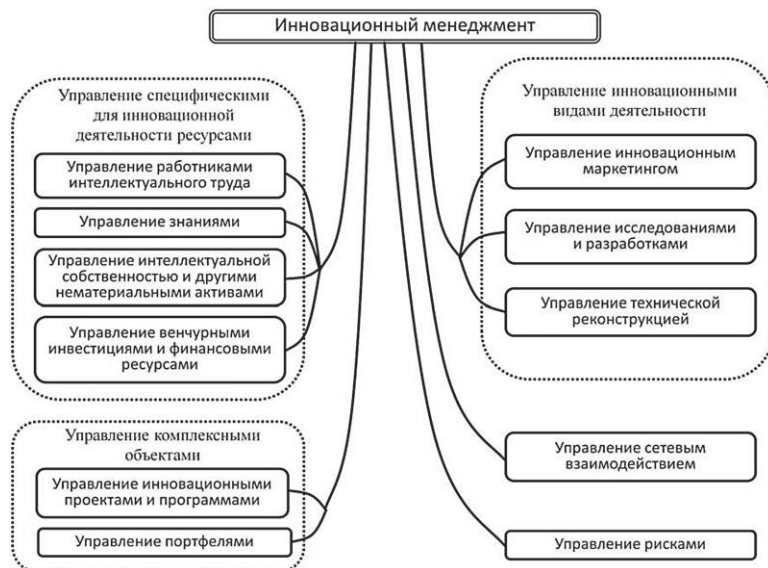 Инновационный менеджмент
Управление специфическими
для инновационной
деятельности ресурсами
Управление работниками
интеллектуального труда
Управление знаниями
Управление интеллектуальной
собственностью и другими
нематериальными активами
Управление венчурными
инвестициями и финансовыми
ресурсами
Управление комплексными
объектами
Управление инновационными
проектами и программами
Управление портфелями
Управление инновационными
видами деятельности
Управление инновационным
маркетингом
Управление исследованиями
и разработками
Управление технической
реконструкцией
Управление сетевым
взаимодействием
Управление рисками